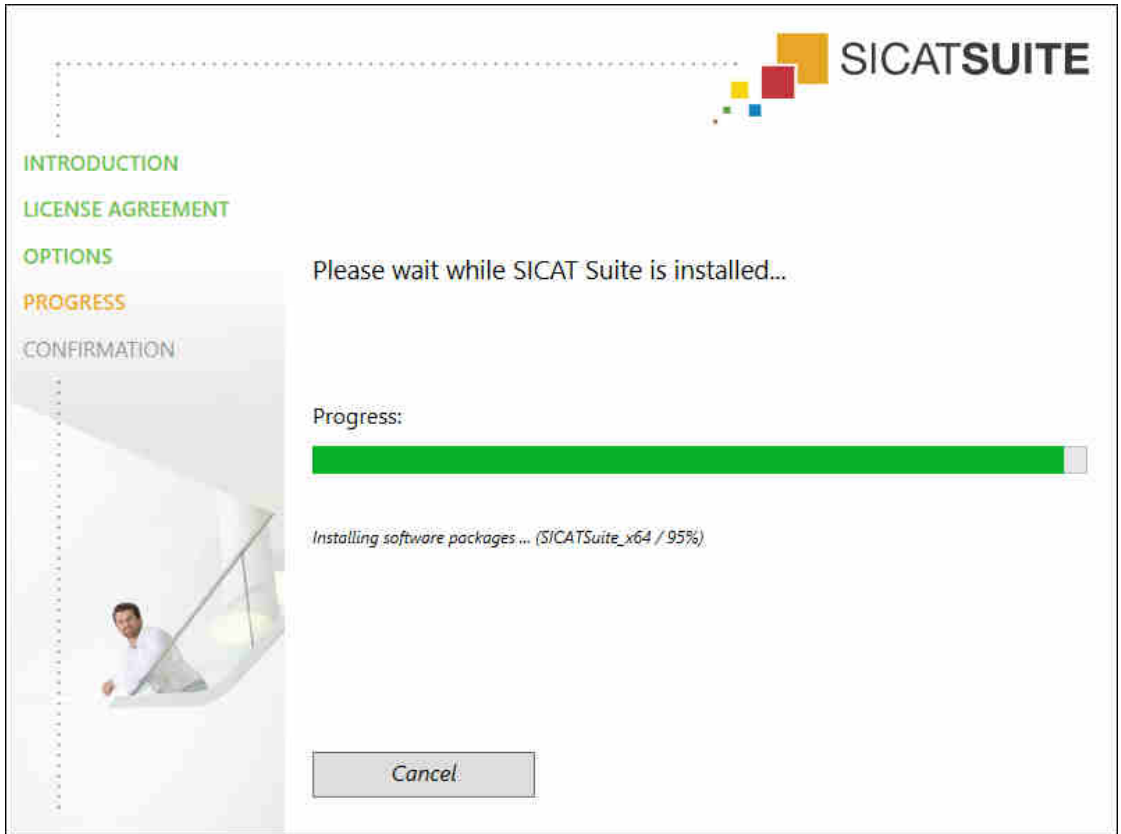 SICATSUITE
INTRODUCTION
LICENSE AGREEMENT
OPTIONS
PROGRESS
CONFIRMATION
Please wait while SICAT Suite is installed...
Progress:
Installing software packages ... (SICATSuite_x64 / 95%)
Cancel